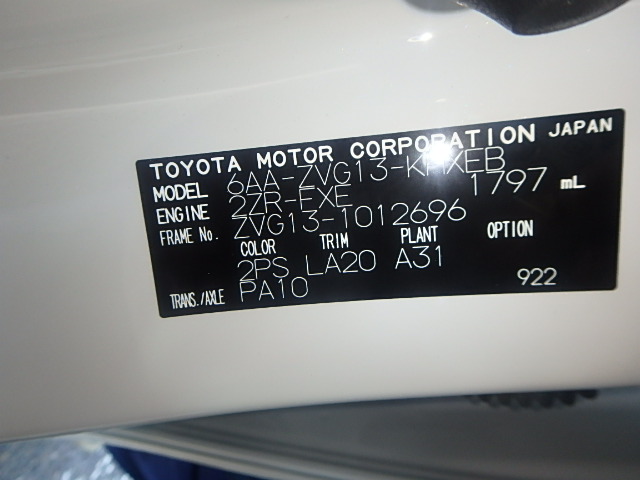 TOYOTA MOTOR CORPORATION JAPAN
MODEL 6AA-ZVG13-KHXEB
ENGINE 2ZR-FXE 1797 mL
FRAME No. ZVG13-1012696
COLOR TRIM PLANT OPTION
2PS LA20 A31
TRANS./AXLE PA10 922